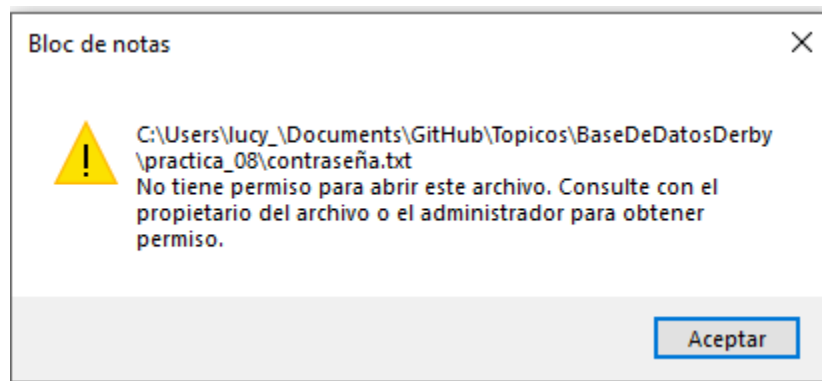 Bloc de notas
C:\Users\lucy_\Documents\GitHub\Topicos\BaseDeDatosDerby
\practica_08\contraseña.txt
No tiene permiso para abrir este archivo. Consulte con el
propietario del archivo o el administrador para obtener
permiso.
Aceptar